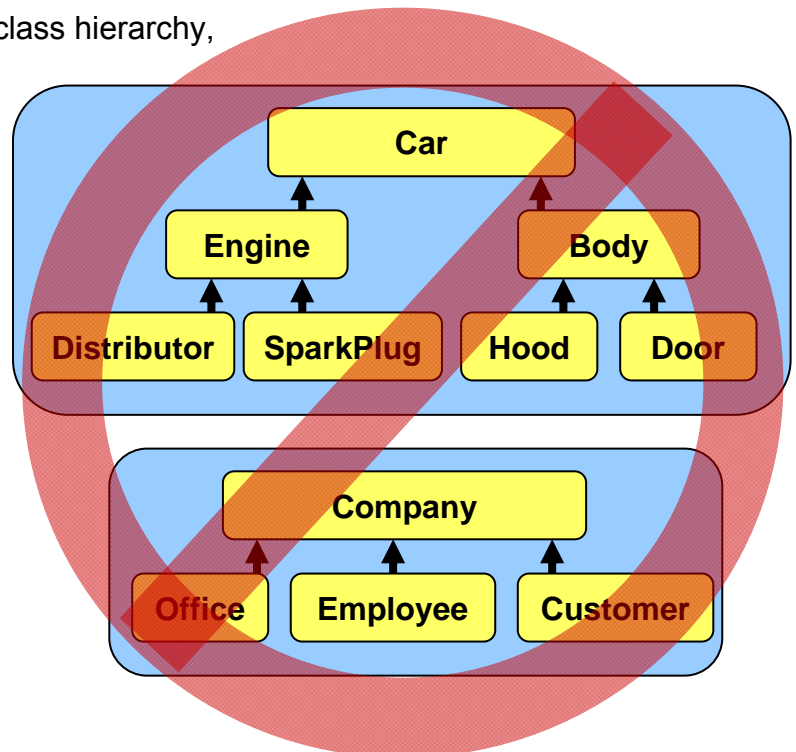 class hierarchy,
Car
Engine Body
Distributor SparkPlug Hood Door
Company
Office Employee Customer